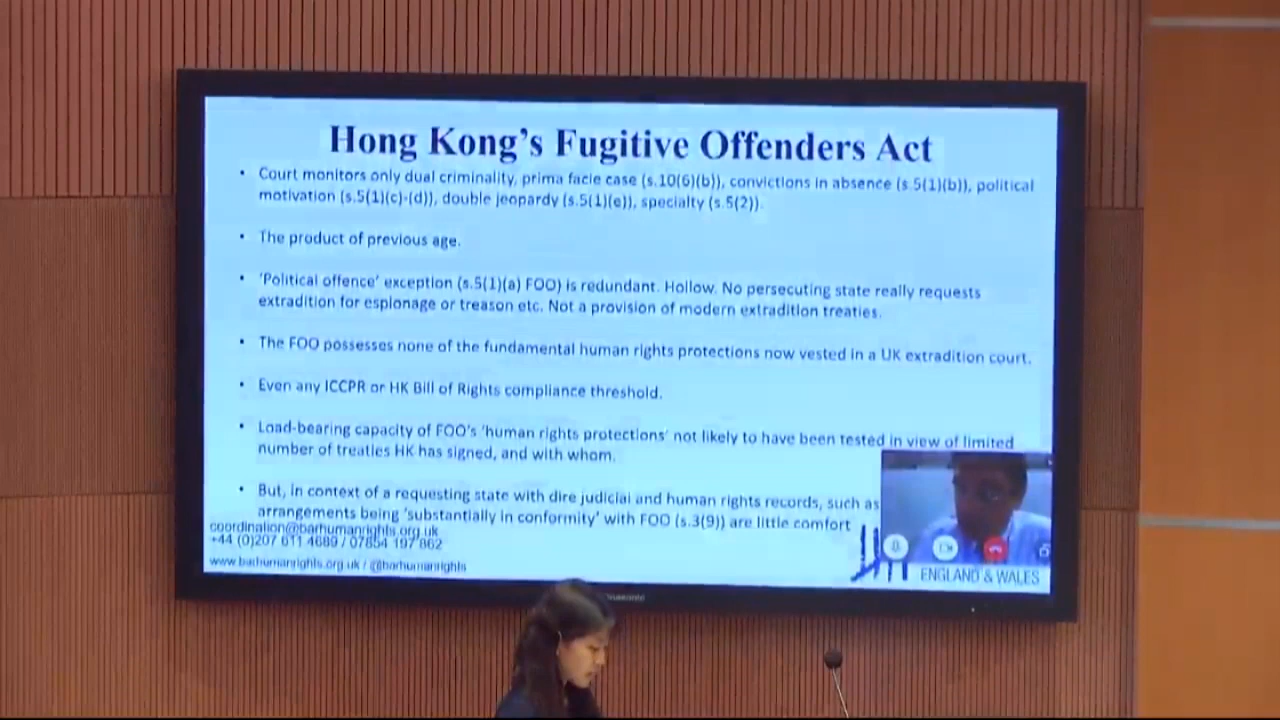 Hong Kong's Fugitive Offenders Act
• Court monitors only dual criminality, prima facie case (s.10(6)(b)), convictions in absence (s.5(1)(b)), political
motivation (s.5(1)(c)-(d)), double jeopardy (s.5(1)(e)), specialty (s.5(2)).
• The product of previous age.
• 'Political offence' exception (s.5(1)(a) FOO) is redundant. Hollow. No persecuting state really requests
extradition for espionage or treason etc. Not a provision of modern extradition treaties.
• The FOO possesses none of the fundamental human rights protections now vested in a UK extradition court.
• Even any ICCPR or HK Bill of Rights compliance threshold.
• Load-bearing capacity of FOO's 'human rights protections' not likely to have been tested in view of limited
number of treaties HK has signed, and with whom.
• But, in context of a requesting state with dire judicial and human rights records, such as
arrangements being 'substantially in conformity' with FOO (s.3(9)) are little comfort
coordination@barhumanrights.org.uk
+44 (0)207 611 4689 / 07854 197 862
www.barhumanrights.org.uk / @barhumanrights
ENGLAND & WALES